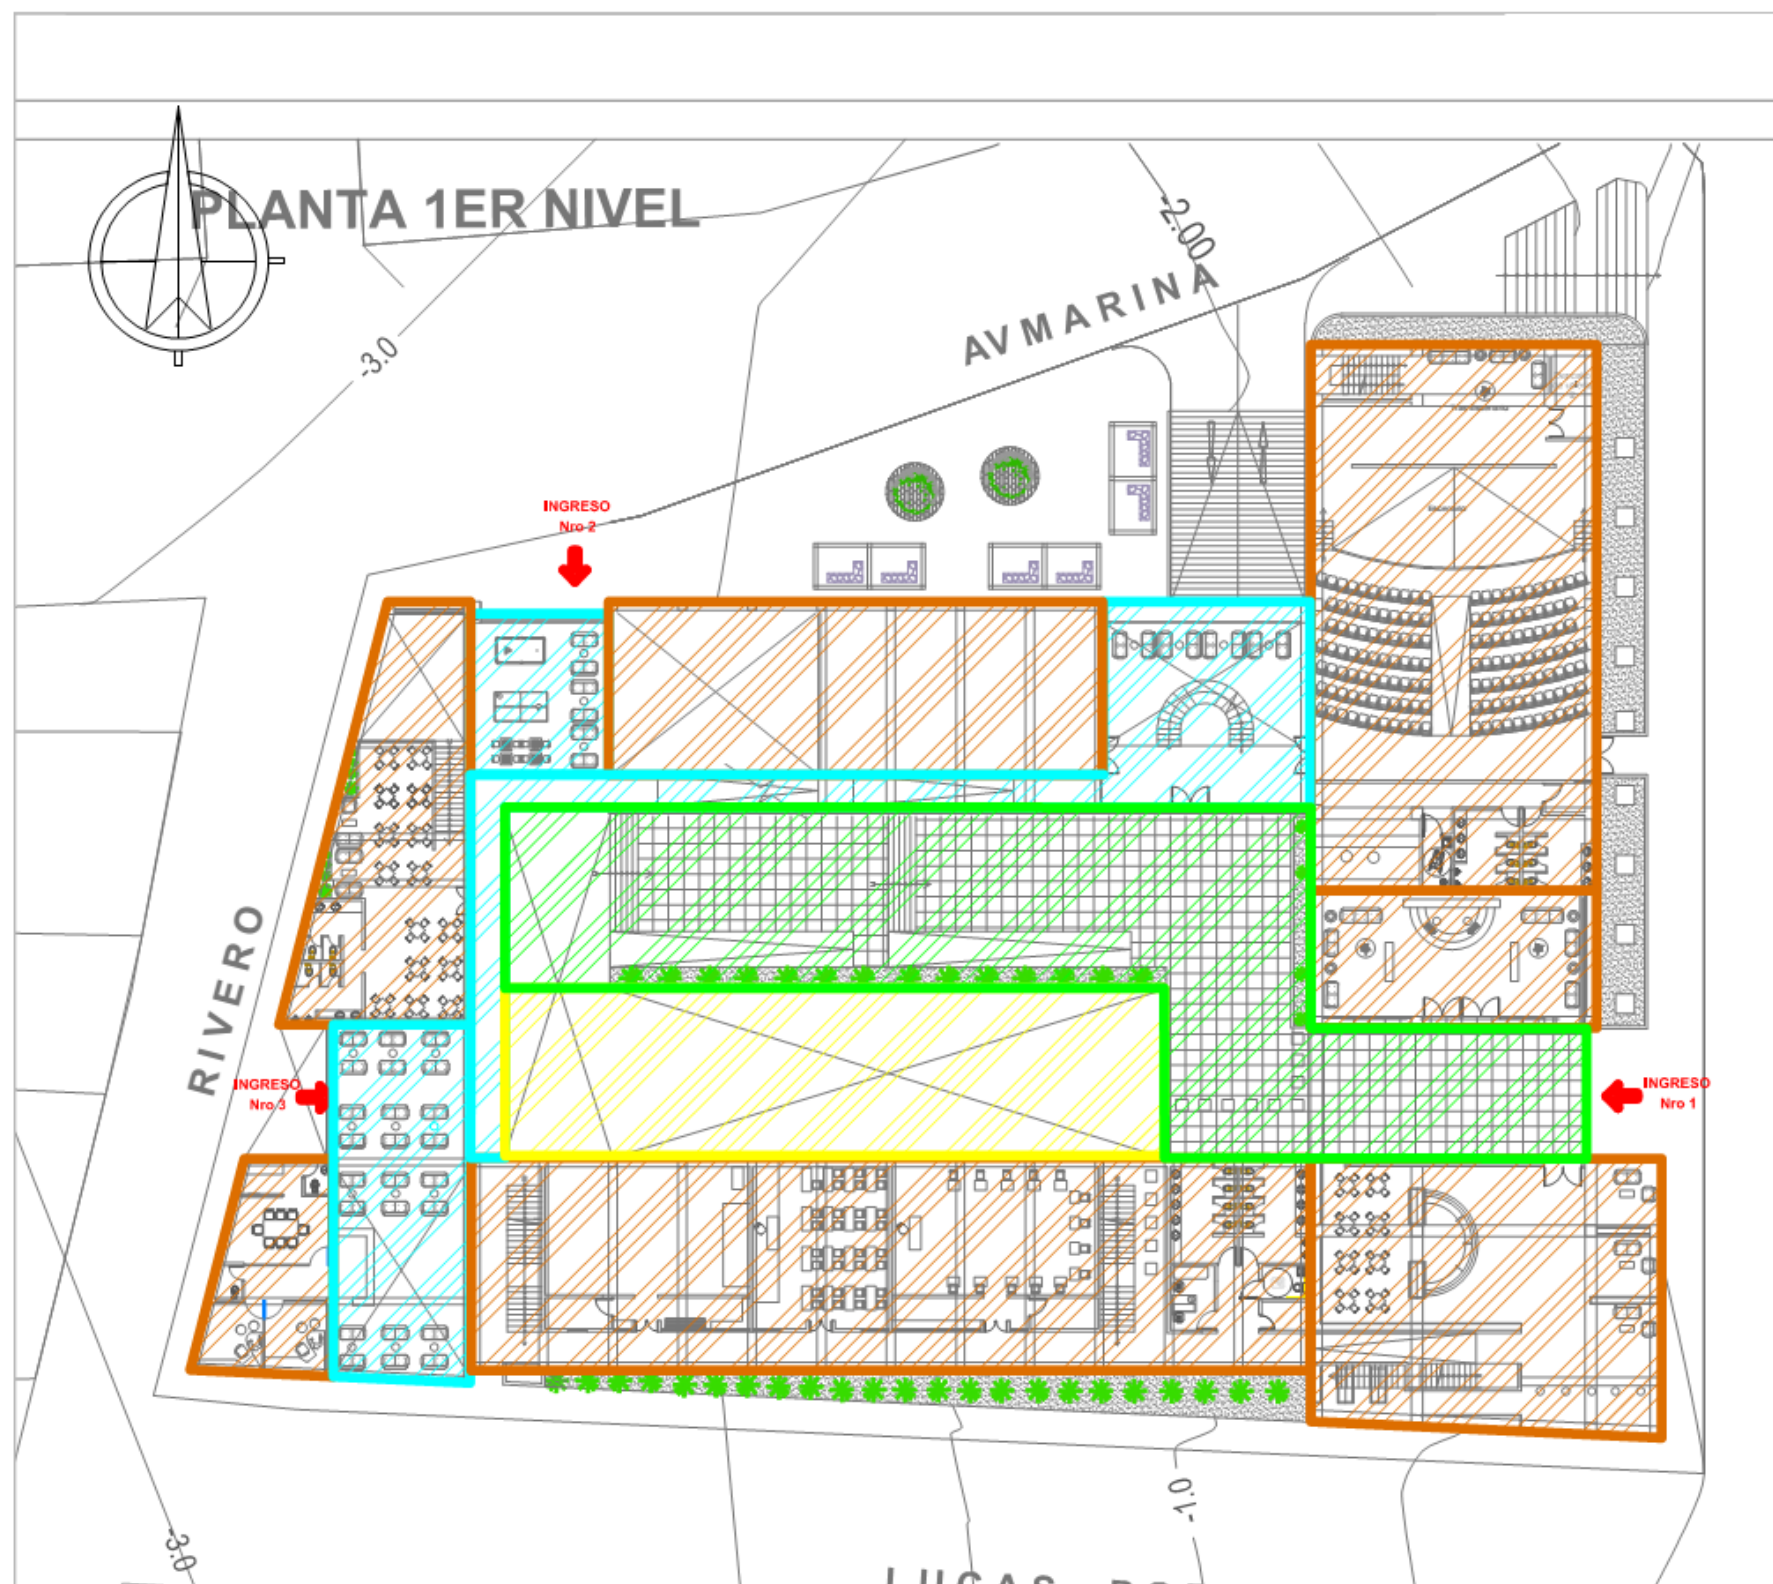 PLANTA 1ER NIVEL
-2.00
AV MARINA
-3.0
INGRESO
Nro 2
RIVERO
INGRESO
Nro 3
INGRESO
Nro 1
-1.0
-3.0
LUCAS